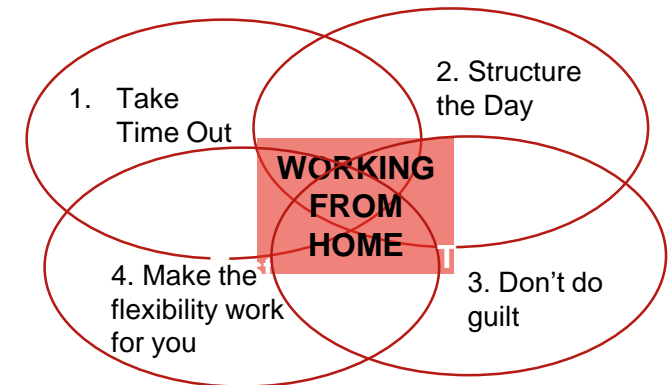 1. Take
Time Out
2. Structure
the Day
WORKING
FROM
HOME
3. Don’t do
guilt
4. Make the
flexibility work
for you
T